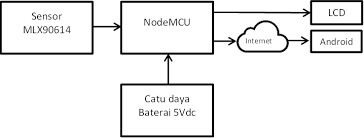 Sensor
MLX90614
NodeMCU
LCD
Internet
Android
Catu daya
Baterai 5Vdc